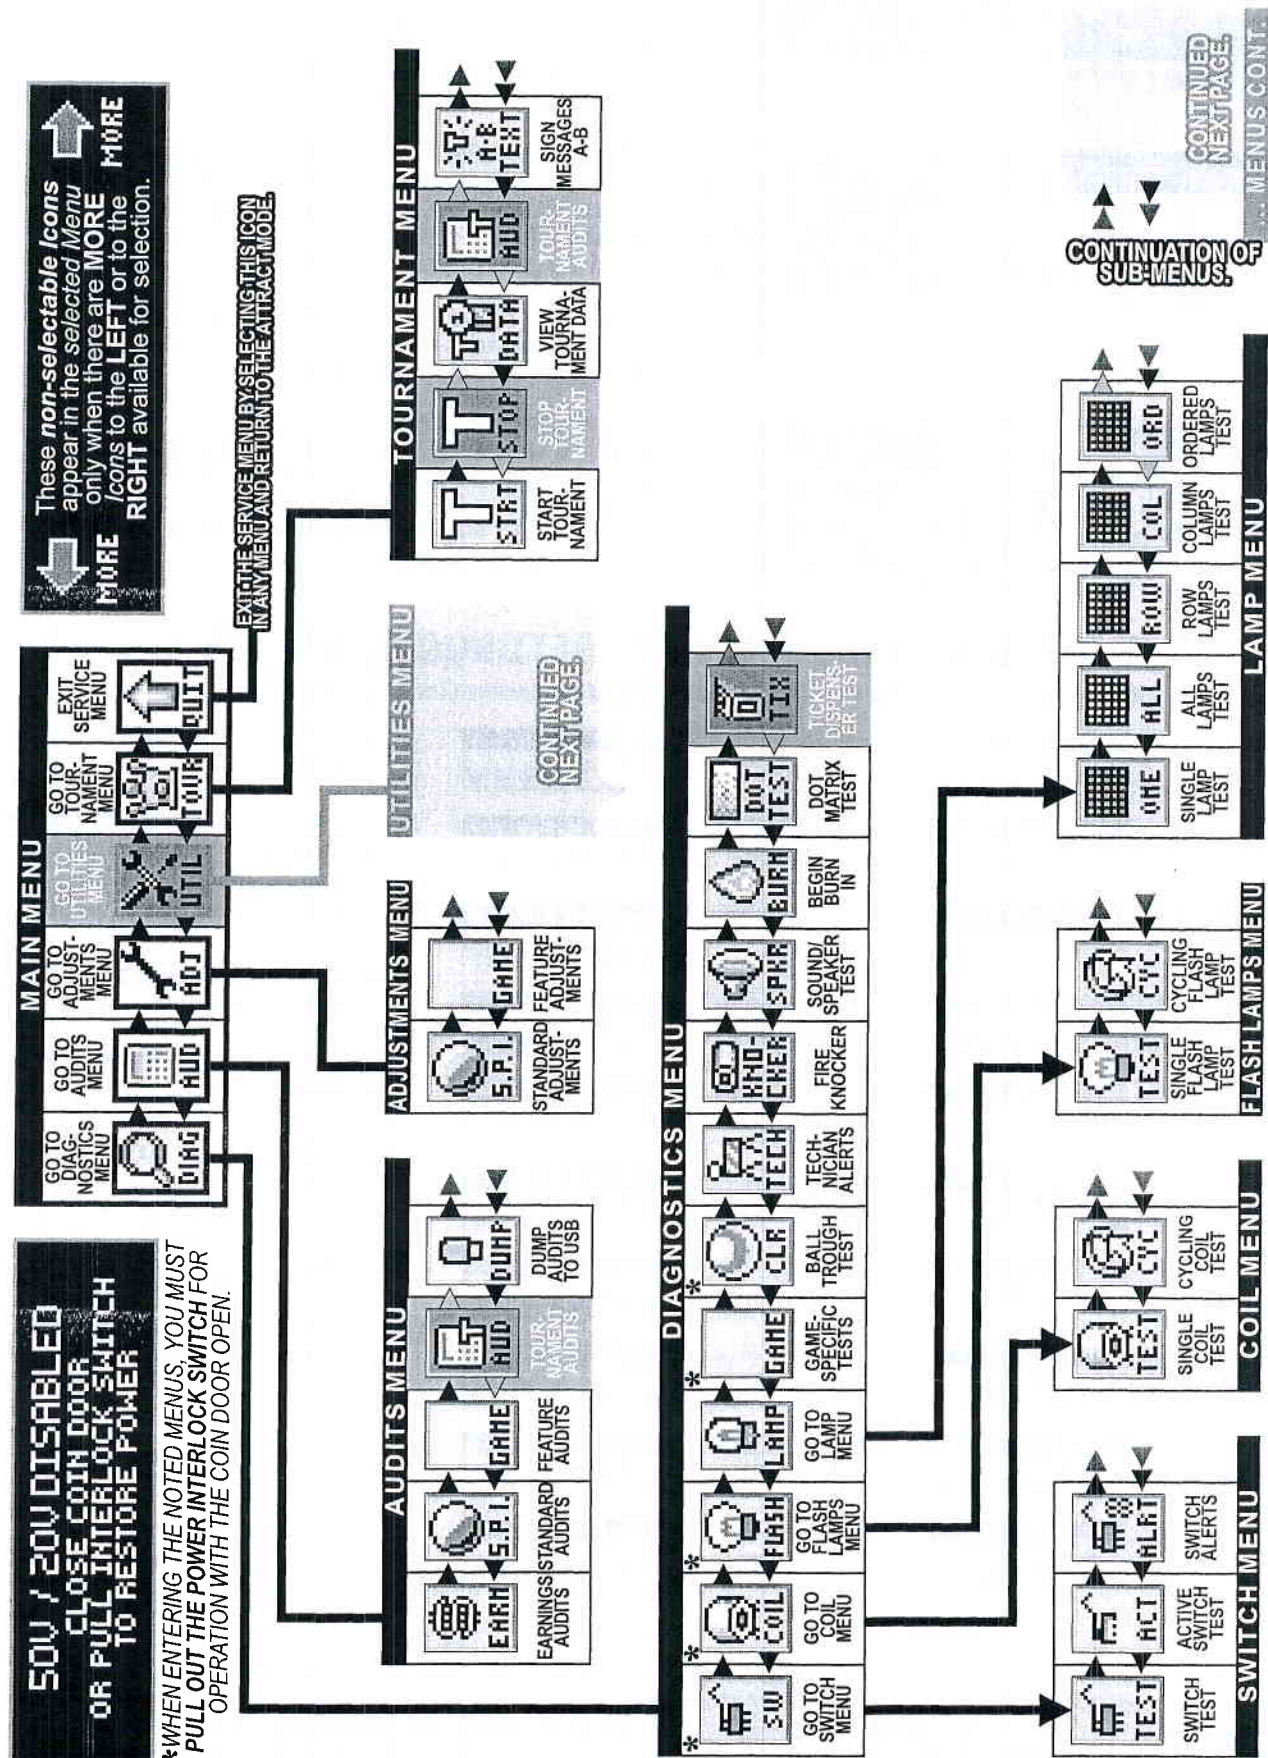 50V / 20V DISABLED
CLOSE COIN DOOR
OR PULL INTERLOCK SWITCH
TO RESTORE POWER
*WHEN ENTERING THE NOTED MENUS, YOU MUST
PULL OUT THE POWER INTERLOCK SWITCH FOR
OPERATION WITH THE COIN DOOR OPEN.
MAIN MENU
GO TO
DIAG-
NOSTICS
MENU
DIAG
GO TO
AUDITS
MENU
AUD
GO TO
ADJUST-
MENTS
MENU
ADJ
GO TO
UTILITIES
MENU
UTIL
GO TO
TOUR-
NAMENT
MENU
TOUR
EXIT
SERVICE
MENU
QUIT
These non-selectable Icons
appear in the selected Menu
only when there are MORE
Icons to the LEFT or to the
RIGHT available for selection.
MORE
MORE
EXIT THE SERVICE MENU BY SELECTING THIS ICON
IN ANY MENU AND RETURN TO THE ATTRACT MODE.
AUDITS MENU
EARN
EARNINGS
AUDITS
S.P.I.
STANDARD
AUDITS
GAME
FEATURE
AUDITS
AUD
TOUR-
NAMENT
AUDITS
DUMP
DUMP
AUDITS
TO USB
ADJUSTMENTS MENU
S.P.I.
STANDARD
ADJUST-
MENTS
GAME
FEATURE
ADJUST-
MENTS
UTILITIES MENU
CONTINUED
NEXT PAGE.
TOURNAMENT MENU
T
STRT
START
TOUR-
NAMENT
T
STOP
STOP
TOUR-
NAMENT
DATA
VIEW
TOURNA-
MENT DATA
AUD
TOUR-
NAMENT
AUDITS
A-B
TEXT
SIGN
MESSAGES
A-B
DIAGNOSTICS MENU
*
SW
GO TO
SWITCH
MENU
*
COIL
GO TO
COIL
MENU
*
FLASH
GO TO
FLASH
LAMPS
MENU
LAMP
GO TO
LAMP
MENU
*
GAME
GAME-
SPECIFIC
TESTS
*
CLR
BALL
TROUGH
TEST
TECH
TECH-
NICIAN
ALERTS
KNO-
CKER
FIRE
KNOCKER
SPKR
SOUND/
SPEAKER
TEST
BURN
BEGIN
BURN
IN
DOT
TEST
DOT
MATRIX
TEST
TIX
TICKET
DISPENS-
ER TEST
TEST
SWITCH
TEST
ACT
ACTIVE
SWITCH
TEST
ALRT
SWITCH
ALERTS
SWITCH MENU
TEST
SINGLE
COIL
TEST
CYC
CYCLING
COIL
TEST
COIL MENU
TEST
SINGLE
FLASH
LAMP
TEST
CYC
CYCLING
FLASH
LAMP
TEST
FLASH LAMPS MENU
ONE
SINGLE
LAMP
TEST
ALL
ALL
LAMPS
TEST
ROW
ROW
LAMPS
TEST
COL
COLUMN
LAMPS
TEST
ORD
ORDERED
LAMPS
TEST
LAMP MENU
CONTINUATION OF
SUB-MENUS.
CONTINUED
NEXT PAGE.
... MENUS CONT.